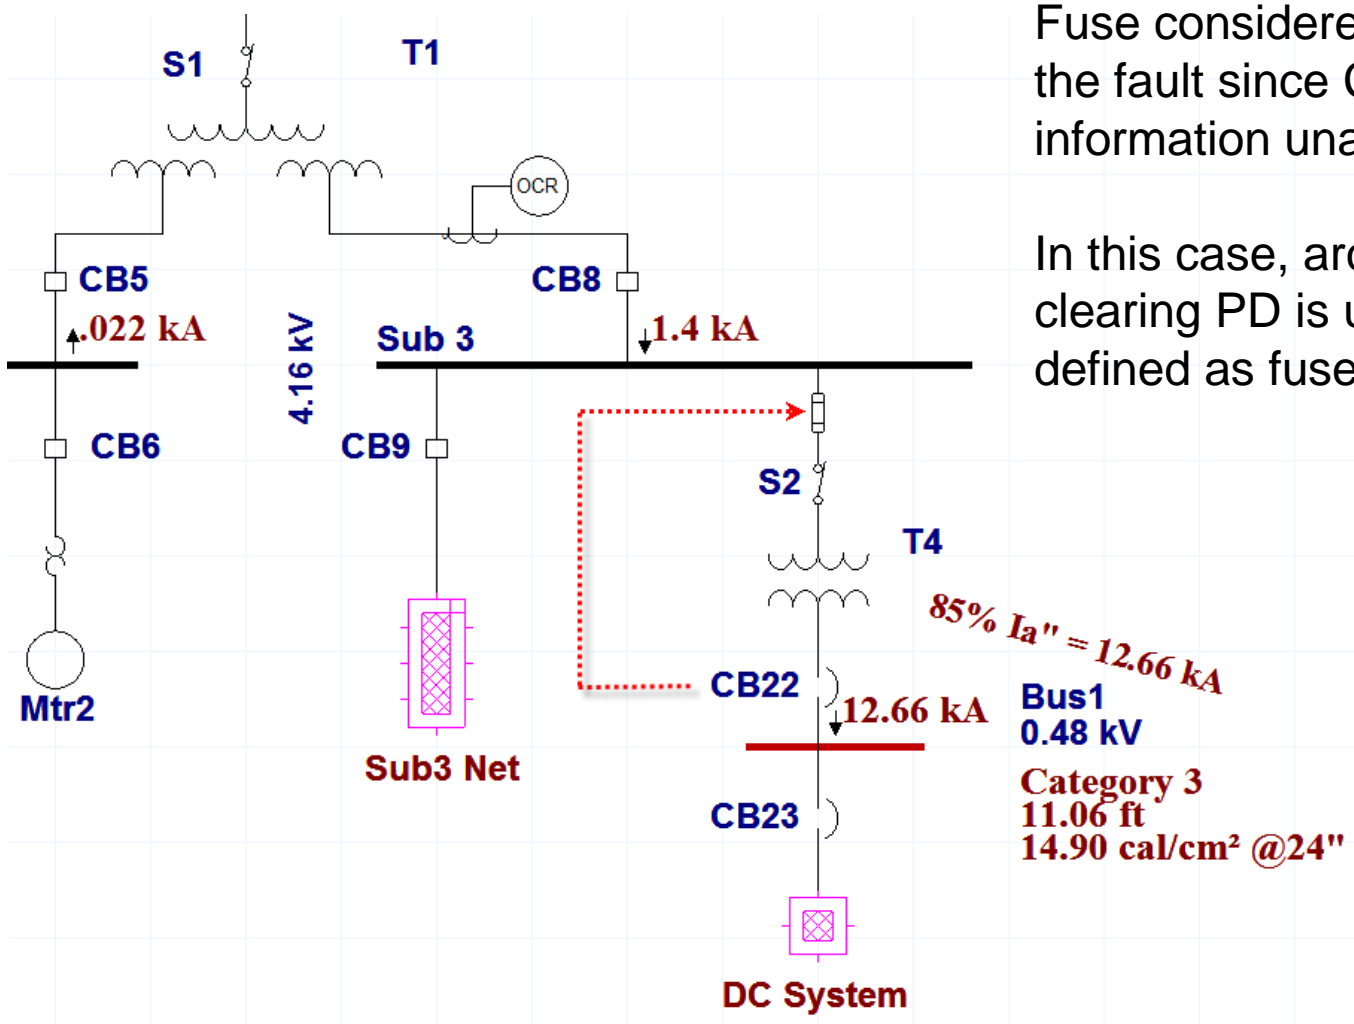 S1
T1
OCR
CB5
CB8
.022 kA
4.16 kV
Sub 3
1.4 kA
CB6
CB9
S2
T4
85% Ia" = 12.66 kA
Mtr2
CB22
12.66 kA
Bus1
0.48 kV
Sub3 Net
Category 3
11.06 ft
14.90 cal/cm² @24"
CB23
DC System
Fuse considere
the fault since
information una
In this case, arc
clearing PD is u
defined as fuse